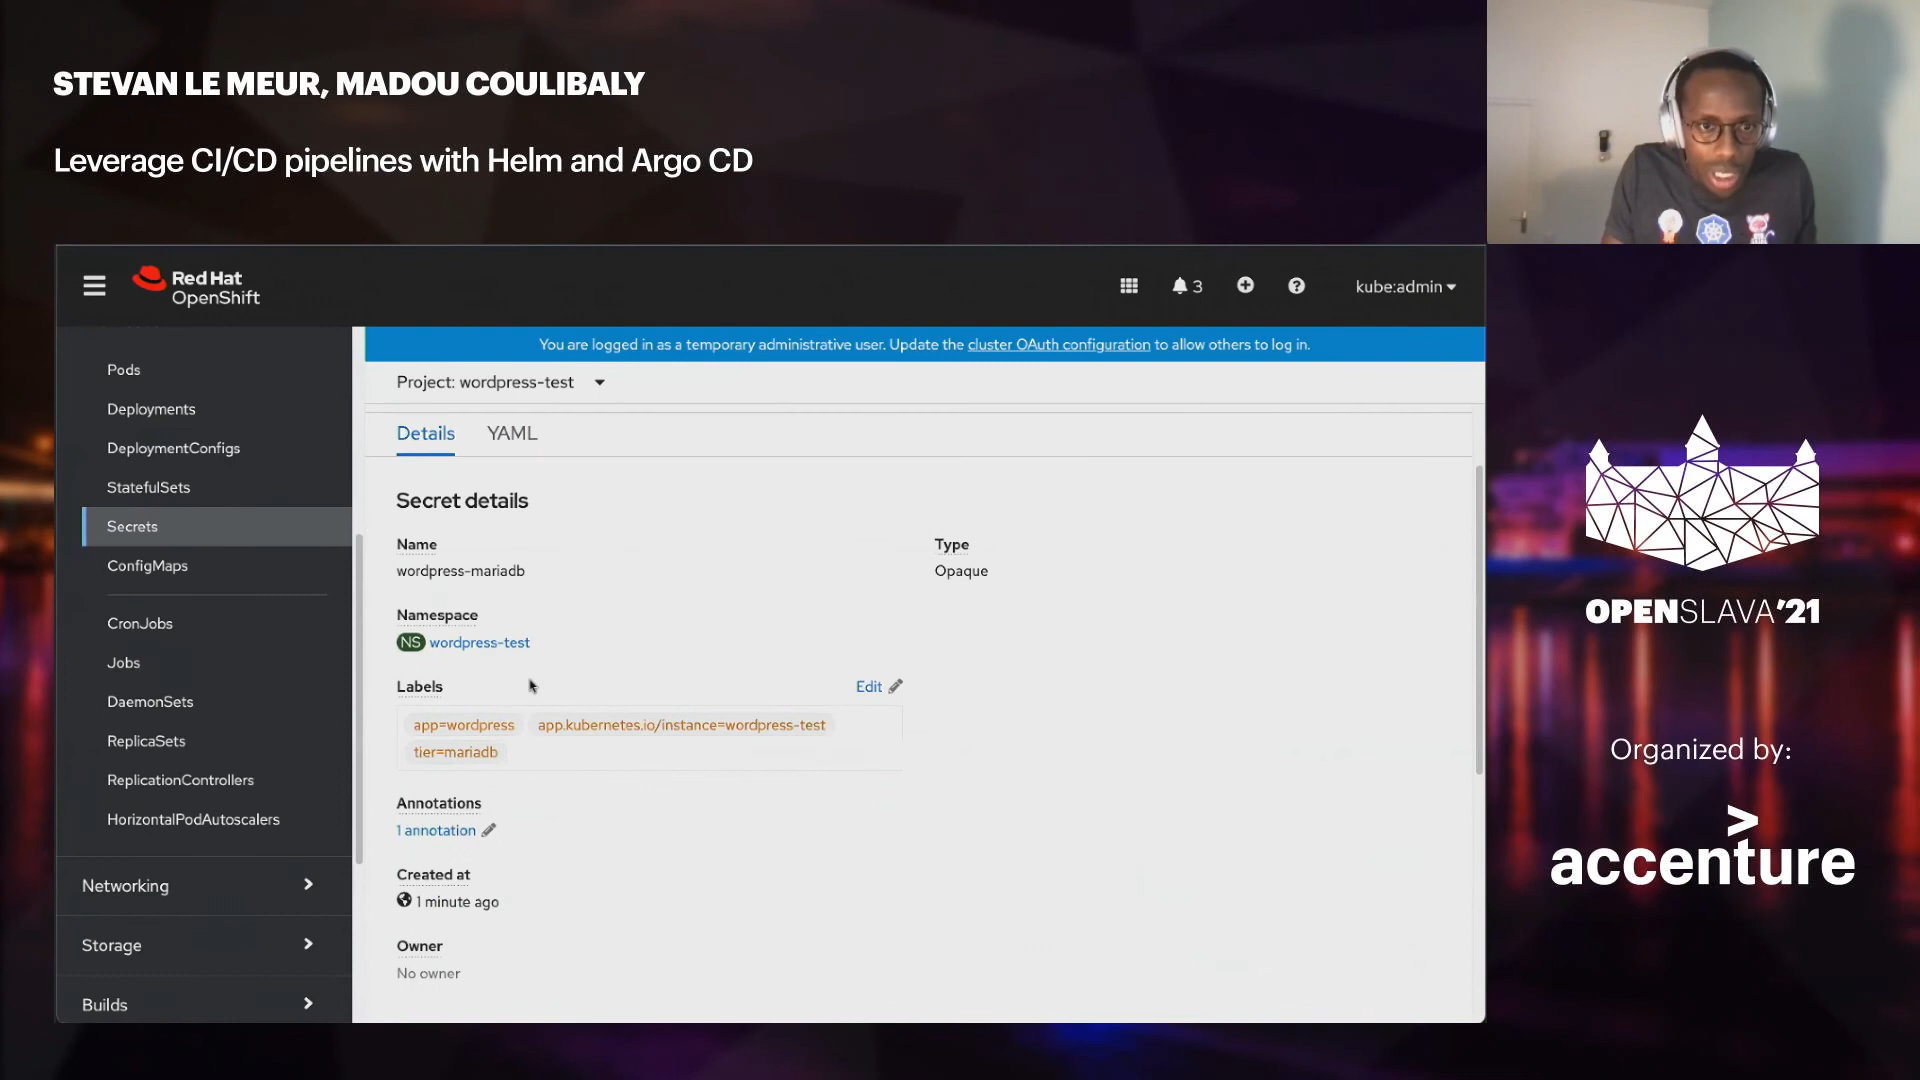 STEVAN LE MEUR, MADOU COULIBALY
Leverage CI/CD pipelines with Helm and Argo CD
Red Hat
OpenShift
3
kube:admin
You are logged in as a temporary administrative user. Update the cluster OAuth configuration to allow others to log in.
Project: wordpress-test
Pods
Deployments
DeploymentConfigs
StatefulSets
Secrets
ConfigMaps
CronJobs
Jobs
DaemonSets
ReplicaSets
ReplicationControllers
HorizontalPodAutoscalers
Networking
Storage
Builds
Details YAML
Secret details
Name
wordpress-mariadb
Type
Opaque
Namespace
NS wordpress-test
Labels
Edit
app=wordpress app.kubernetes.io/instance=wordpress-test
tier=mariadb
Annotations
1 annotation
Created at
1 minute ago
Owner
No owner
OPENSLAVA'21
Organized by:
accenture